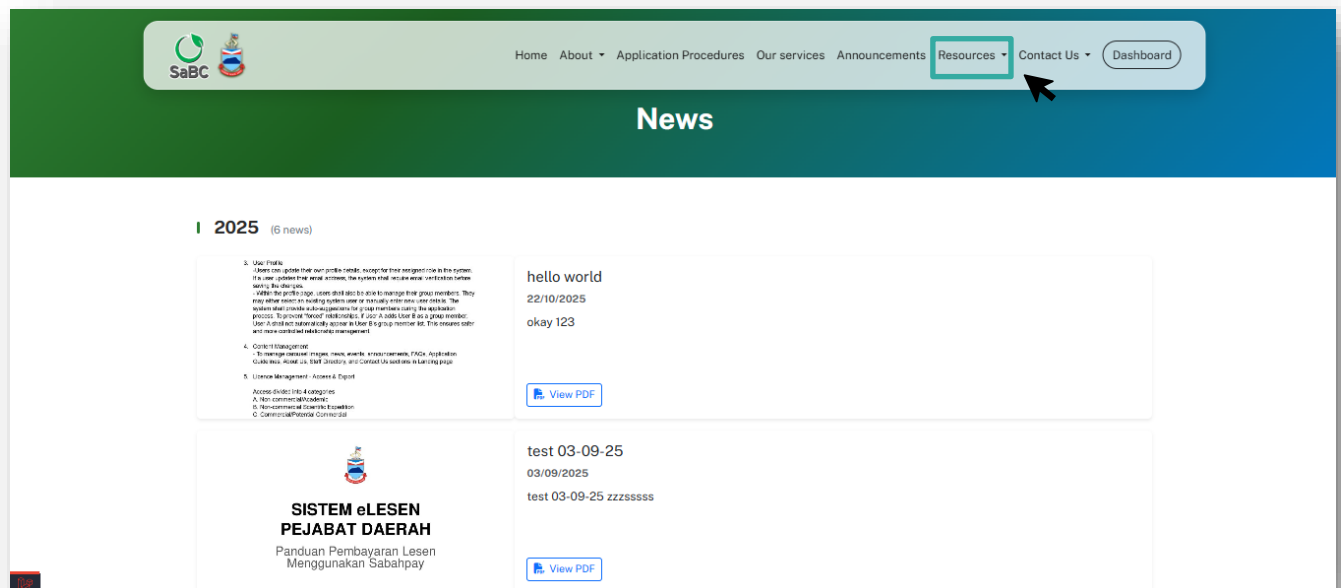 SaBC
Home About Application Procedures Our services Announcements Resources Contact Us Dashboard
News
2025 (6 news)
3. User Profile
-Users can update their own profile details, except for their assigned role in the system.
If a user updates their email address, the system shall require email verification before
saving the changes.
- Within the profile page, users shall also be able to manage their group members. They
may either select an existing system user or manually enter new user details. The
system shall provide auto-suggestions for group members during the application
process. To prevent "forced" relationships, if User A adds User B as a group member,
User A shall not automatically appear in User B's group member list. This ensures safer
and more controlled relationship management.
4. Content Management
- To manage carousel images, news, events, announcements, FAQs, Application
Guidelines, About Us, Staff Directory, and Contact Us sections in Landing page
5. Licence Management - Access & Export
Access divided into 4 categories
A. Non-commercial/Academic
B. Non-commercial Scientific Expedition
C. Commercial/Potential Commercial
hello world
22/10/2025
okay 123
View PDF
SISTEM eLESEN
PEJABAT DAERAH
Panduan Pembayaran Lesen
Menggunakan Sabahpay
test 03-09-25
03/09/2025
test 03-09-25 zzzsssss
View PDF